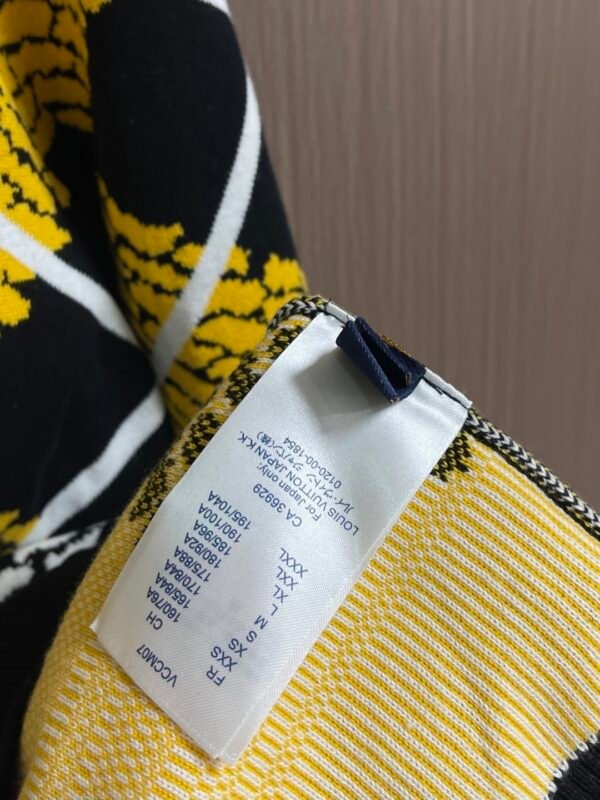 VCCM07
FR CH
XXS 160/76A
XS 165/84A
S 170/84A
M 175/88A
L 180/92A
XL 185/96A
XXL 190/100A
XXXL 195/104A
CA 36929
For Japan only:
LOUIS VUITTON JAPAN K.K.
ルイ・ヴィトン ジャパン(株)
0120-00-1854